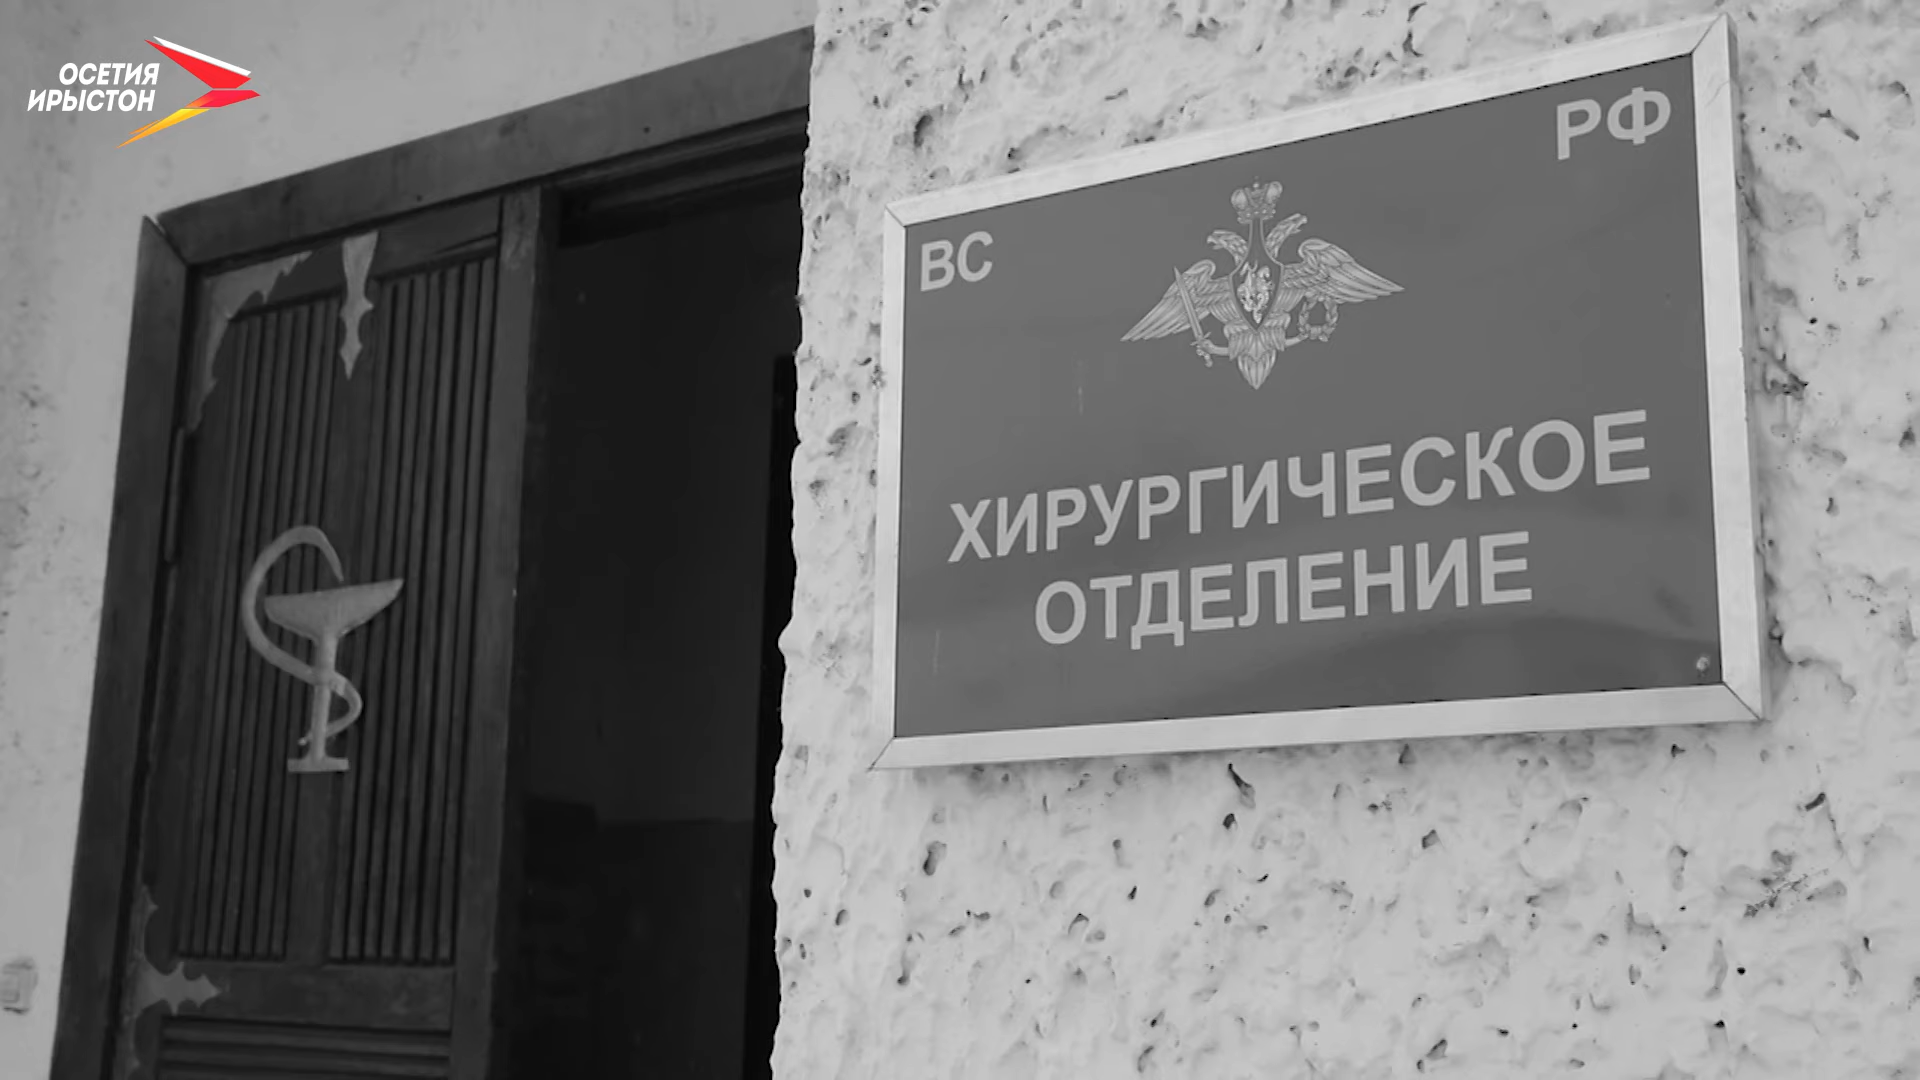 ОСЕТИЯ
ИРЫСТОН
ВС
РФ
ХИРУРГИЧЕСКОЕ
ОТДЕЛЕНИЕ